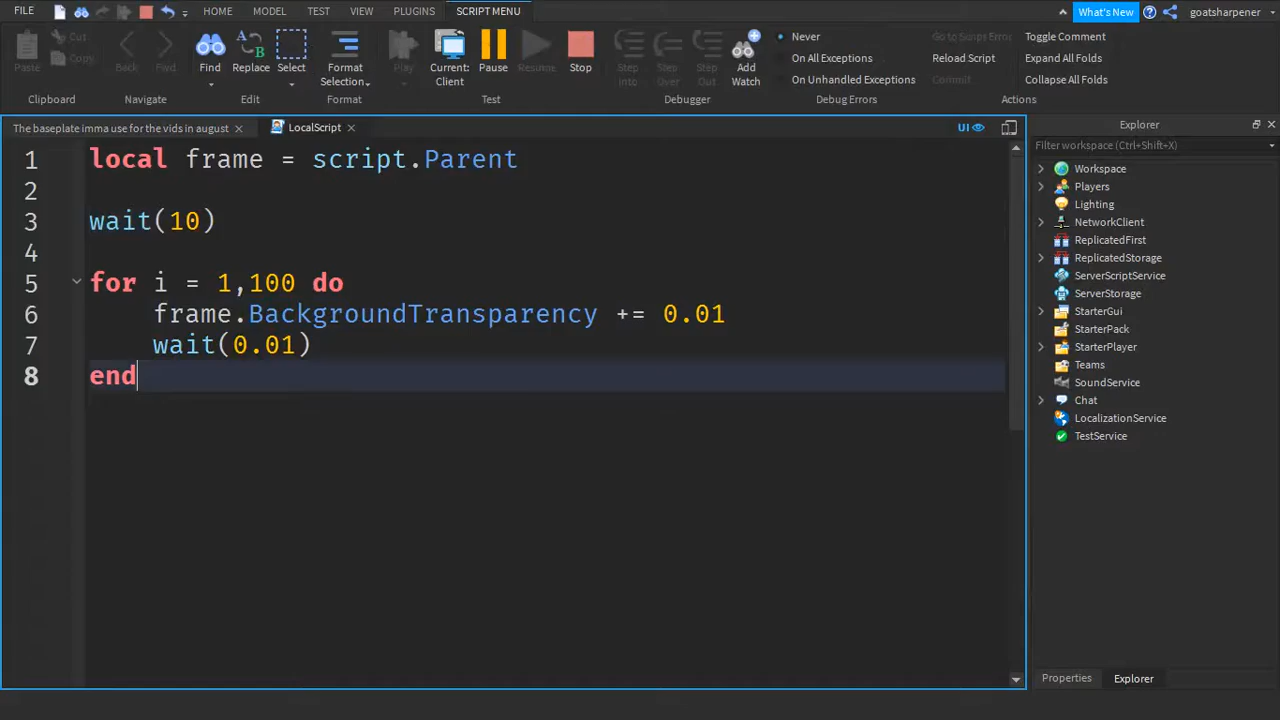 FILE HOME MODEL TEST VIEW PLUGINS SCRIPT MENU What's New goatsharpener
Paste Cut Copy Back Fwd Find Replace Select Format Selection Play Current: Client Pause Resume Stop Step Into Step Over Step Out Add Watch
Never Go to Script Error Toggle Comment
On All Exceptions Reload Script Expand All Folds
On Unhandled Exceptions Commit Collapse All Folds
Clipboard Navigate Edit Format Test Debugger Debug Errors Actions
The baseplate imma use for the vids in august LocalScript UI
1 local frame = script.Parent
2
3 wait(10)
4
5 for i = 1,100 do
6 frame.BackgroundTransparency += 0.01
7 wait(0.01)
8 end
Explorer
Filter workspace (Ctrl+Shift+X)
Workspace
Players
Lighting
NetworkClient
ReplicatedFirst
ReplicatedStorage
ServerScriptService
ServerStorage
StarterGui
StarterPack
StarterPlayer
Teams
SoundService
Chat
LocalizationService
TestService
Properties Explorer